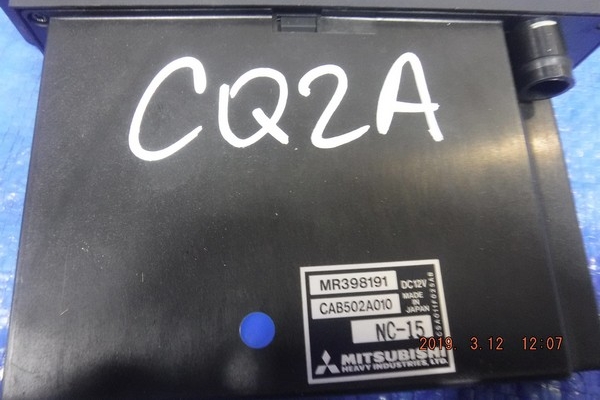 CQ2A
MR398191 DC12V
CAB502A010 MADE IN JAPAN
NC-15
MITSUBISHI
HEAVY INDUSTRIES, LTD.
2019. 3.12 12:07